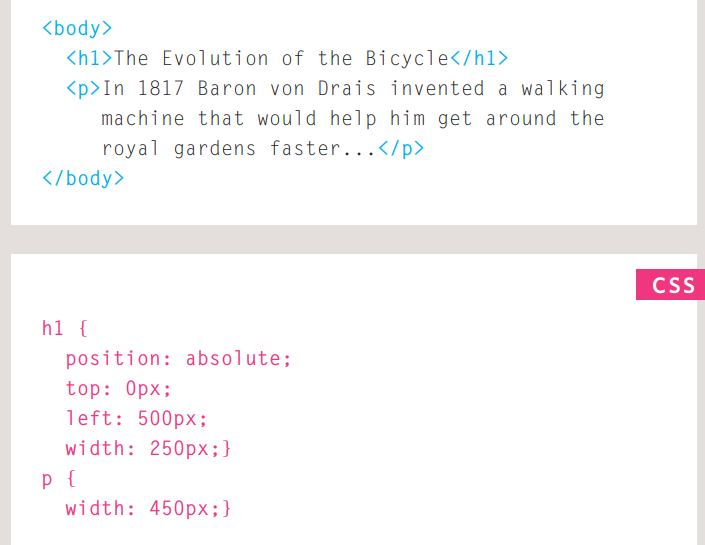 <body>
<h1>The Evolution of the Bicycle</h1>
<p>In 1817 Baron von Drais invented a walking
machine that would help him get around the
royal gardens faster...</p>
</body>
CSS
h1 {
position: absolute;
top: 0px;
left: 500px;
width: 250px;}
p {
width: 450px;}